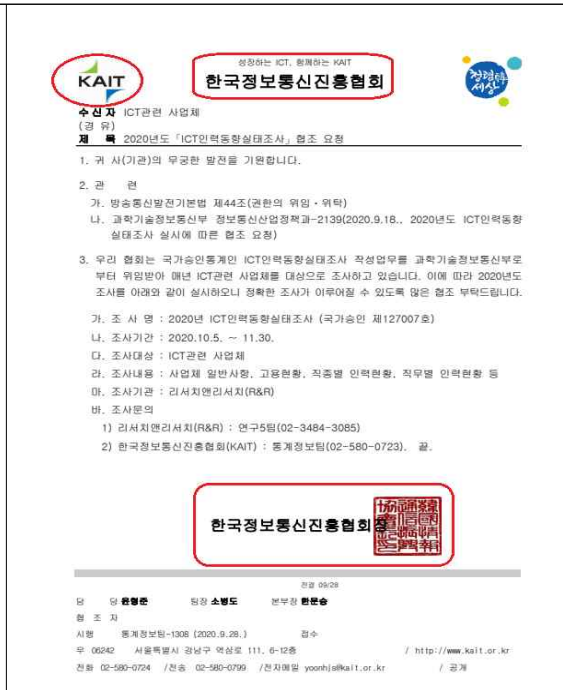 KAIT
성장하는 ICT, 함께하는 KAIT
한국정보통신진흥협회
청렴한
세상
수신자 ICT관련 사업체
(경 유)
제 목 2020년도 「ICT인력동향실태조사」 협조 요청
1. 귀 사(기관)의 무궁한 발전을 기원합니다.
2. 관 련
가. 방송통신발전기본법 제44조(권한의 위임·위탁)
나. 과학기술정보통신부 정보통신산업정책과-2139(2020.9.18., 2020년도 ICT인력동향
실태조사 실시에 따른 협조 요청)
3. 우리 협회는 국가승인통계인 ICT인력동향실태조사 작성업무를 과학기술정보통신부로
부터 위임받아 매년 ICT관련 사업체를 대상으로 조사하고 있습니다. 이에 따라 2020년도
조사를 아래와 같이 실시하오니 정확한 조사가 이루어질 수 있도록 많은 협조 부탁드립니다.
가. 조 사 명 : 2020년 ICT인력동향실태조사 (국가승인 제127007호)
나. 조사기간 : 2020.10.5. ~ 11.30.
다. 조사대상 : ICT관련 사업체
라. 조사내용 : 사업체 일반사항, 고용현황, 직종별 인력현황, 직무별 인력현황 등
마. 조사기관 : 리서치앤리서치(R&R)
바. 조사문의
1) 리서치앤리서치(R&R) : 연구5팀(02-3484-3085)
2) 한국정보통신진흥협회(KAIT) : 통계정보팀(02-580-0723). 끝.
한국정보통신진흥협회장
전결 09/28
담 당 윤형준 팀장 소병도 본부장 한문승
협 조 자
시행 통계정보팀-1308 (2020.9.28.) 접수
우 06242 서울특별시 강남구 역삼로 111, 6-12층 / http://www.kait.or.kr
전화 02-580-0724 /전송 02-580-0799 /전자메일 yoonhjs@kait.or.kr / 공개